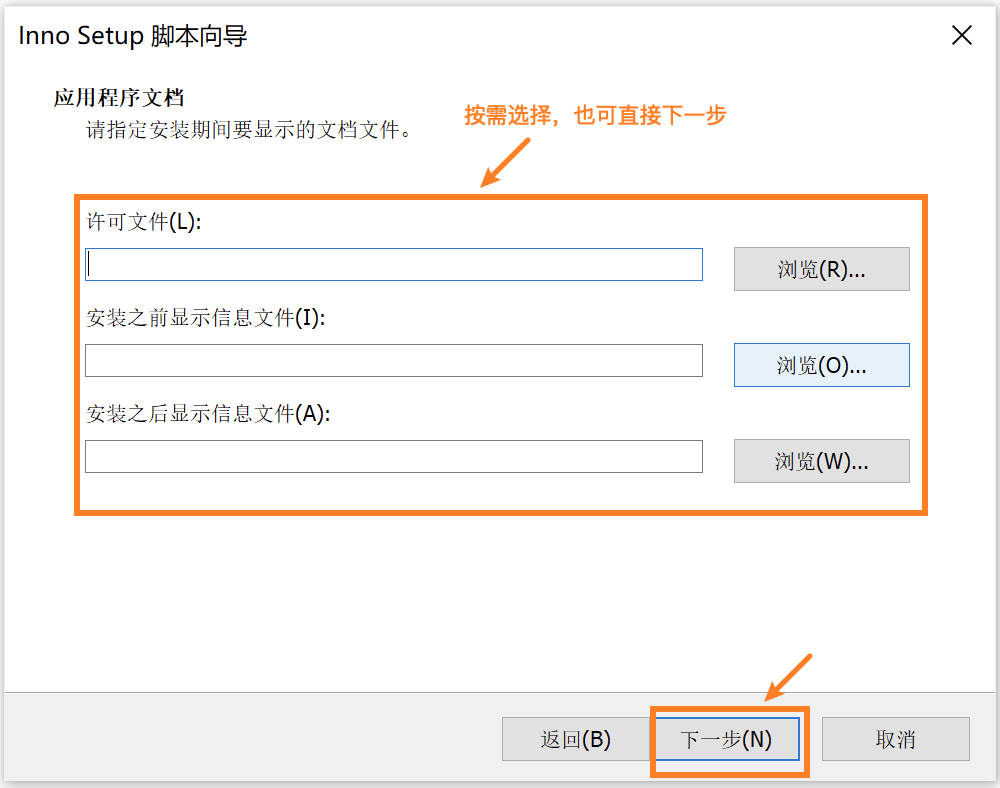 Inno Setup 脚本向导
应用程序文档
请指定安装期间要显示的文档文件。
按需选择，也可直接下一步
许可文件(L):
浏览(R)...
安装之前显示信息文件(I):
浏览(O)...
安装之后显示信息文件(A):
浏览(W)...
返回(B)
下一步(N)
取消